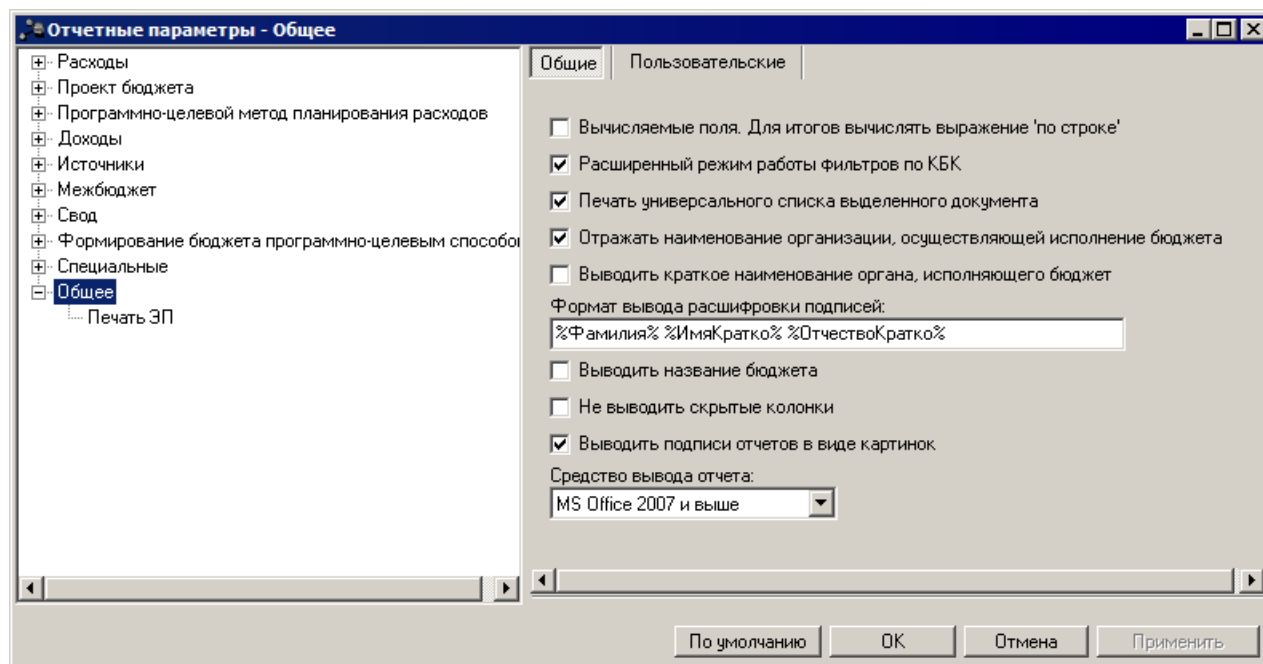 Отчетные параметры - Общее
Расходы
Проект бюджета
Программно-целевой метод планирования расходов
Доходы
Источники
Межбюджет
Свод
Формирование бюджета программно-целевым способо
Специальные
Общее
Печать ЭП
Общие
Пользовательские
Вычисляемые поля. Для итогов вычислять выражение 'по строке'
Расширенный режим работы фильтров по КБК
Печать универсального списка выделенного документа
Отражать наименование организации, осуществляющей исполнение бюджета
Выводить краткое наименование органа, исполняющего бюджет
Формат вывода расшифровки подписей:
%Фамилия% %ИмяКратко% %ОтчествоКратко%
Выводить название бюджета
Не выводить скрытые колонки
Выводить подписи отчетов в виде картинок
Средство вывода отчета:
MS Office 2007 и выше
По умолчанию
OK
Отмена
Применить